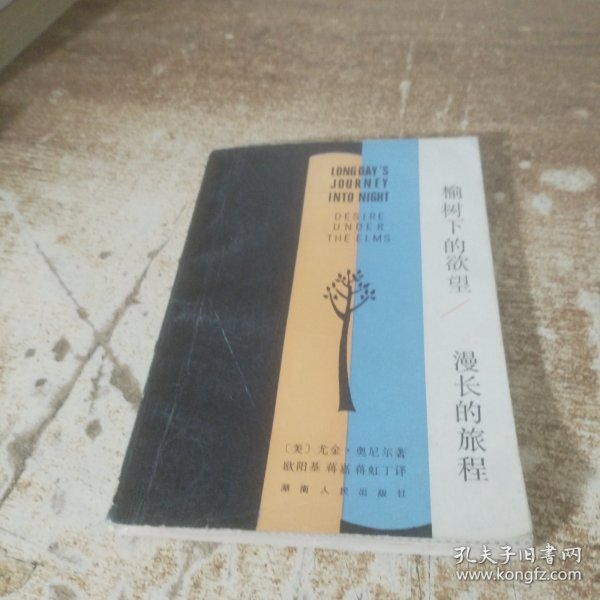 LONG DAY'S
JOURNEY
INTO NIGHT
DESIRE
UNDER
THE ELMS
榆树下的欲望
漫长的旅程
〔美〕尤金·奥尼尔著
欧阳基 蒋嘉 蒋虹丁译
湖南人民出版社
孔夫子旧书网
www.kongfz.com